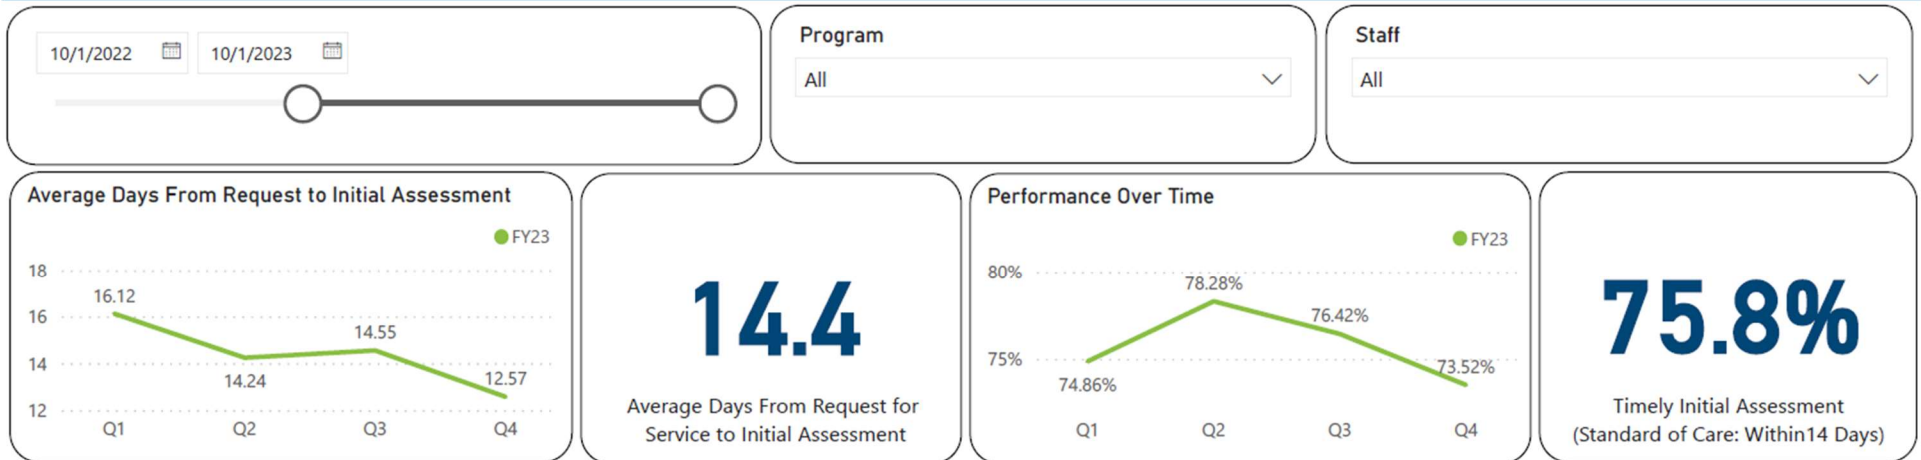 10/1/2022
10/1/2023
Program
All
Staff
All
Average Days From Request to Initial Assessment
FY23
18
16
14
12
16.12
14.24
14.55
12.57
Q1
Q2
Q3
Q4
14.4
Average Days From Request for
Service to Initial Assessment
Performance Over Time
FY23
80%
75%
74.86%
78.28%
76.42%
73.52%
Q1
Q2
Q3
Q4
75.8%
Timely Initial Assessment
(Standard of Care: Within14 Days)